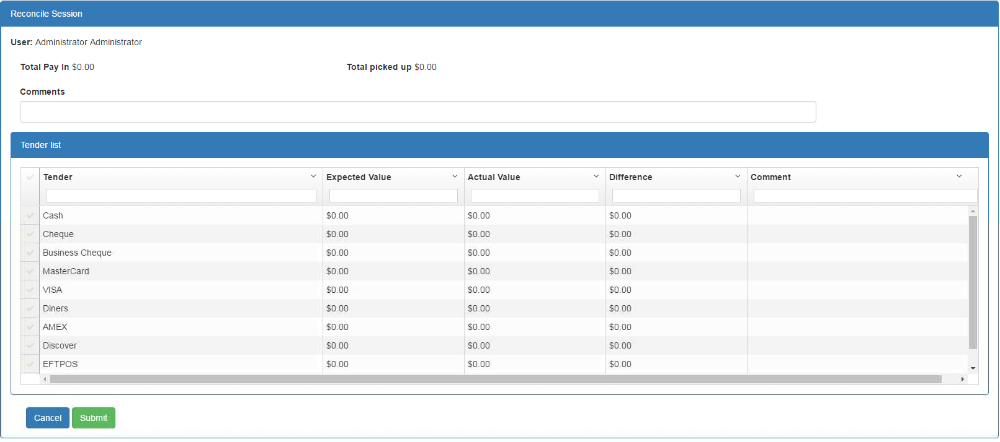 Reconcile Session
User: Administrator Administrator
Total Pay In $0.00 Total picked up $0.00
Comments
Tender list
Tender Expected Value Actual Value Difference Comment
Cash $0.00 $0.00 $0.00
Cheque $0.00 $0.00 $0.00
Business Cheque $0.00 $0.00 $0.00
MasterCard $0.00 $0.00 $0.00
VISA $0.00 $0.00 $0.00
Diners $0.00 $0.00 $0.00
AMEX $0.00 $0.00 $0.00
Discover $0.00 $0.00 $0.00
EFTPOS $0.00 $0.00 $0.00
Cancel Submit